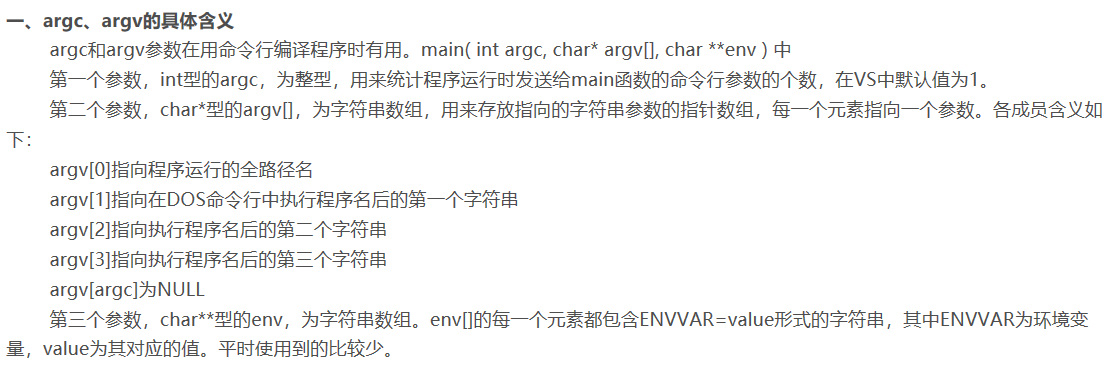 一、argc、argv的具体含义
argc和argv参数在用命令行编译程序时有用。main( int argc, char* argv[], char **env ) 中
第一个参数，int型的argc，为整型，用来统计程序运行时发送给main函数的命令行参数的个数，在VS中默认值为1。
第二个参数，char*型的argv[]，为字符串数组，用来存放指向的字符串参数的指针数组，每一个元素指向一个参数。各成员含义如
下：
argv[0]指向程序运行的全路径名
argv[1]指向在DOS命令行中执行程序名后的第一个字符串
argv[2]指向执行程序名后的第二个字符串
argv[3]指向执行程序名后的第三个字符串
argv[argc]为NULL
第三个参数，char**型的env，为字符串数组。env[]的每一个元素都包含ENVVAR=value形式的字符串，其中ENVVAR为环境变
量，value为其对应的值。平时使用到的比较少。